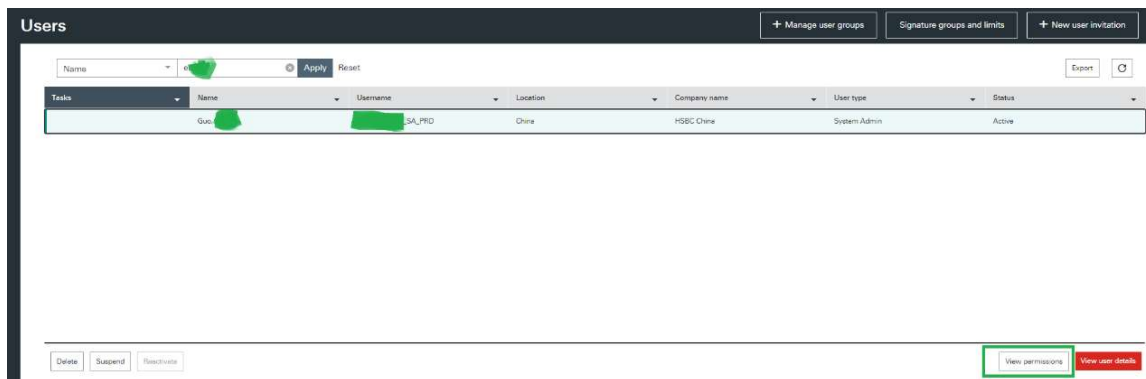 Users
+ Manage user groups
Signature groups and limits
+ New user invitation
Name
Apply
Reset
Export
Tasks Name Username Location Company name User type Status
Guo. _SA_PRD China HSBC China System Admin Active
Delete
Suspend
Reactivate
View permissions
View user details